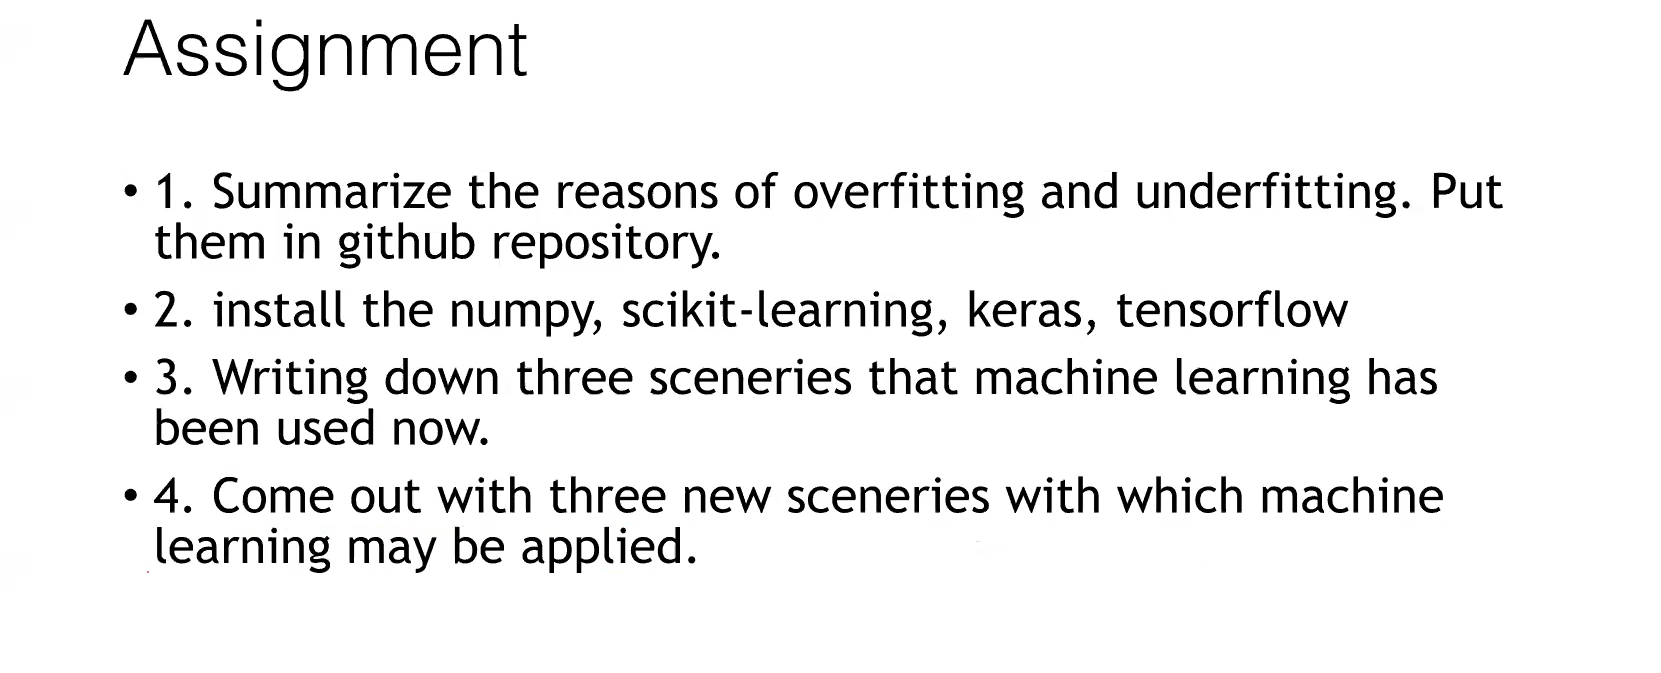 Assignment
• 1. Summarize the reasons of overfitting and underfitting. Put
them in github repository.
• 2. install the numpy, scikit-learning, keras, tensorflow
• 3. Writing down three sceneries that machine learning has
been used now.
• 4. Come out with three new sceneries with which machine
learning may be applied.